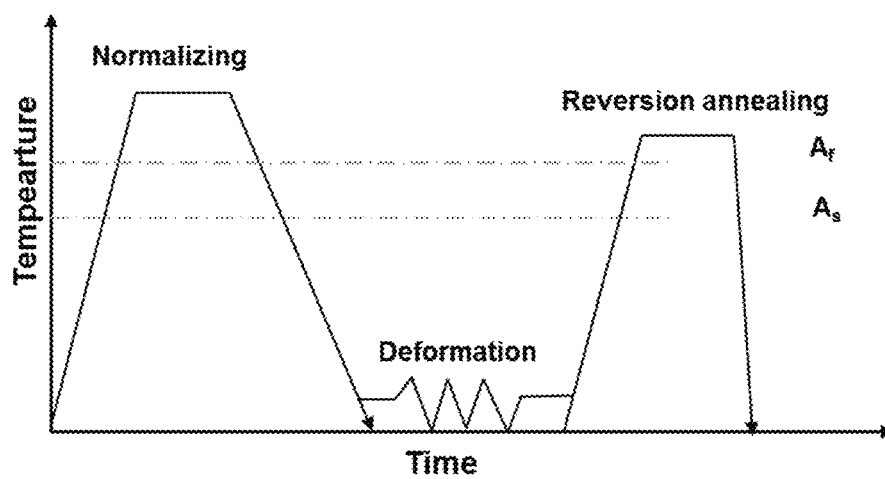 Normalizing
Reversion annealing
Af
As
Tempearture
Deformation
Time